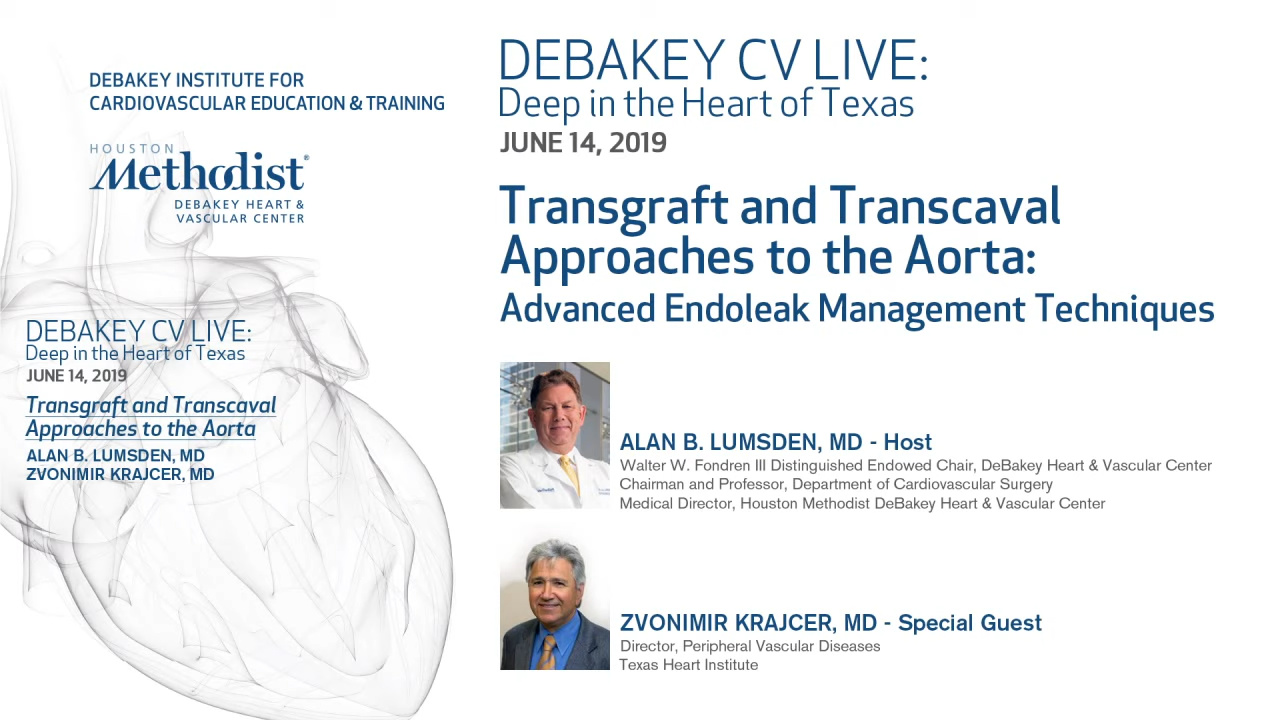 DEBAKEY INSTITUTE FOR
CARDIOVASCULAR EDUCATION & TRAINING
HOUSTON
Methodist®
DEBAKEY HEART &
VASCULAR CENTER
DEBAKEY CV LIVE:
Deep in the Heart of Texas
JUNE 14, 2019
Transgraft and Transcaval
Approaches to the Aorta
ALAN B. LUMSDEN, MD
ZVONIMIR KRAJCER, MD
DEBAKEY CV LIVE:
Deep in the Heart of Texas
JUNE 14, 2019
Transgraft and Transcaval
Approaches to the Aorta:
Advanced Endoleak Management Techniques
ALAN B. LUMSDEN, MD - Host
Walter W. Fondren III Distinguished Endowed Chair, DeBakey Heart & Vascular Center
Chairman and Professor, Department of Cardiovascular Surgery
Medical Director, Houston Methodist DeBakey Heart & Vascular Center
ZVONIMIR KRAJCER, MD - Special Guest
Director, Peripheral Vascular Diseases
Texas Heart Institute